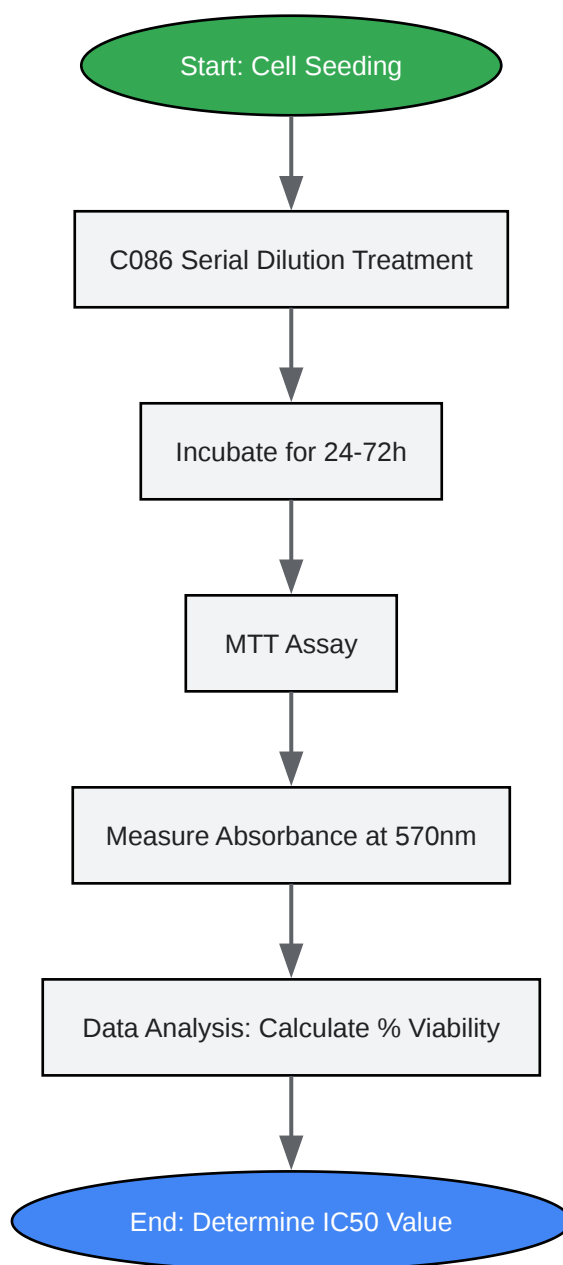 Start: Cell Seeding
C086 Serial Dilution Treatment
Incubate for 24-72h
MTT Assay
Measure Absorbance at 570nm
Data Analysis: Calculate % Viability
End: Determine IC50 Value